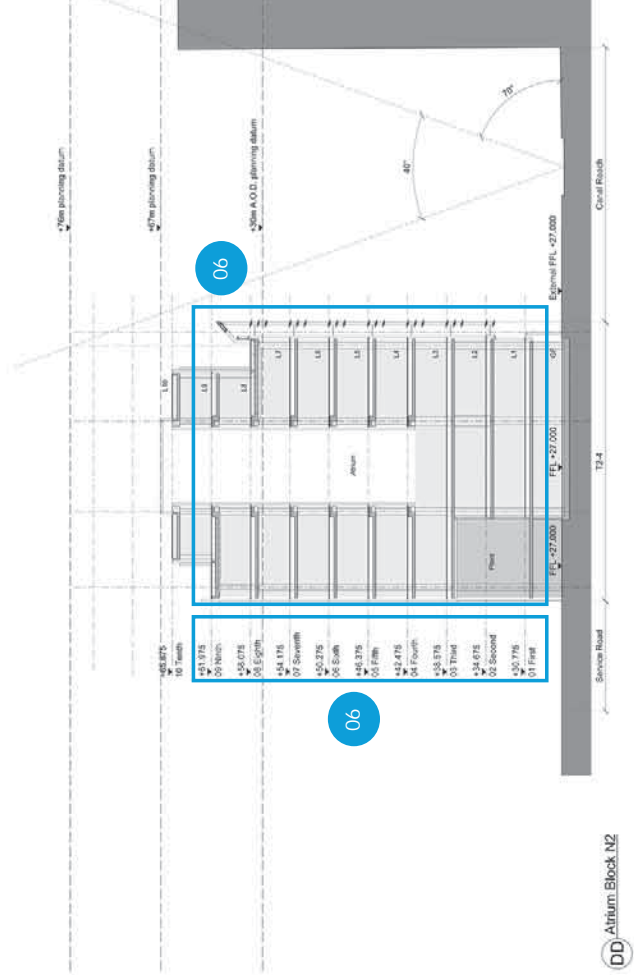 +76m planning datum
+67m planning datum
+30m A.O.D. planning datum
06
40°
70°
+65.875
10 Tenth
+61.975
09 Ninth
+58.075
08 Eighth
+54.175
07 Seventh
+50.275
06 Sixth
+46.375
05 Fifth
+42.475
04 Fourth
+38.575
03 Third
+34.675
02 Second
+30.775
01 First
06
L10
L9
L8
L7
L6
L5
L4
L3
L2
L1
GF
Atrium
Plant
FFL +27.000
FFL +27.000
External FFL +27.000
Service Road
T2-4
Canal Reach
DD Atrium Block N2